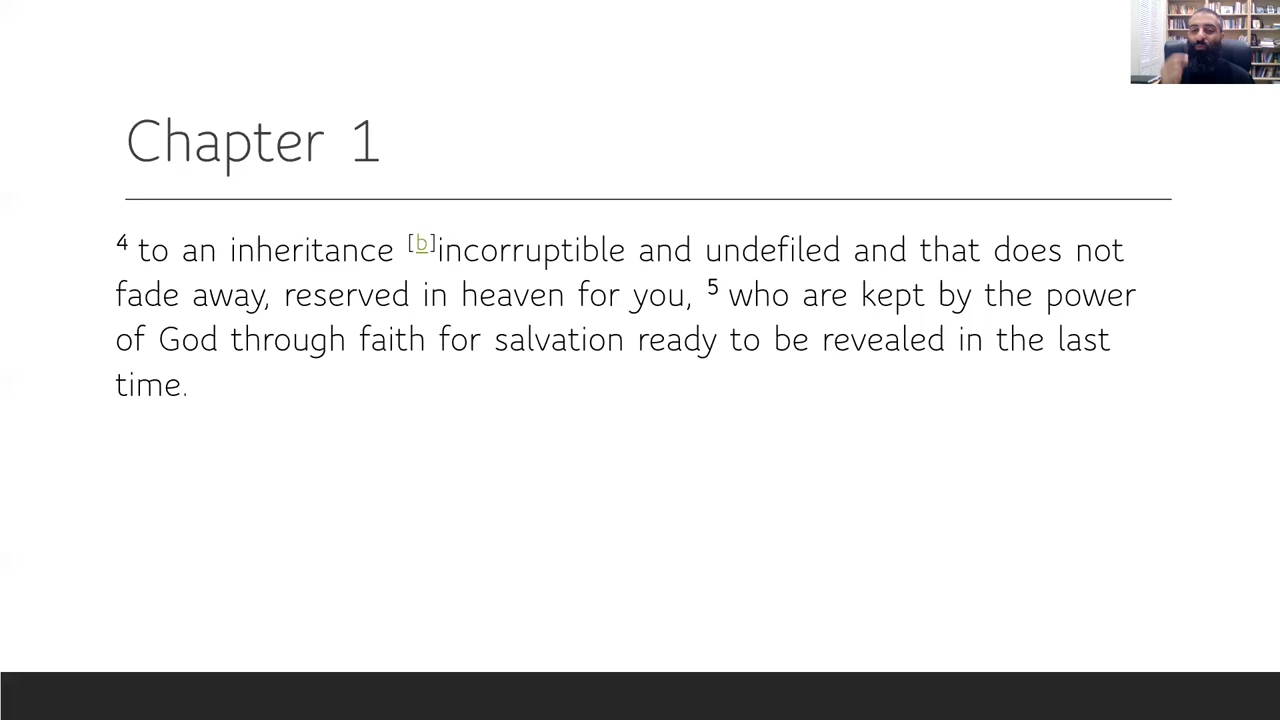 Chapter 1
4 to an inheritance [b]incorruptible and undefiled and that does not
fade away, reserved in heaven for you, 5 who are kept by the power
of God through faith for salvation ready to be revealed in the last
time.